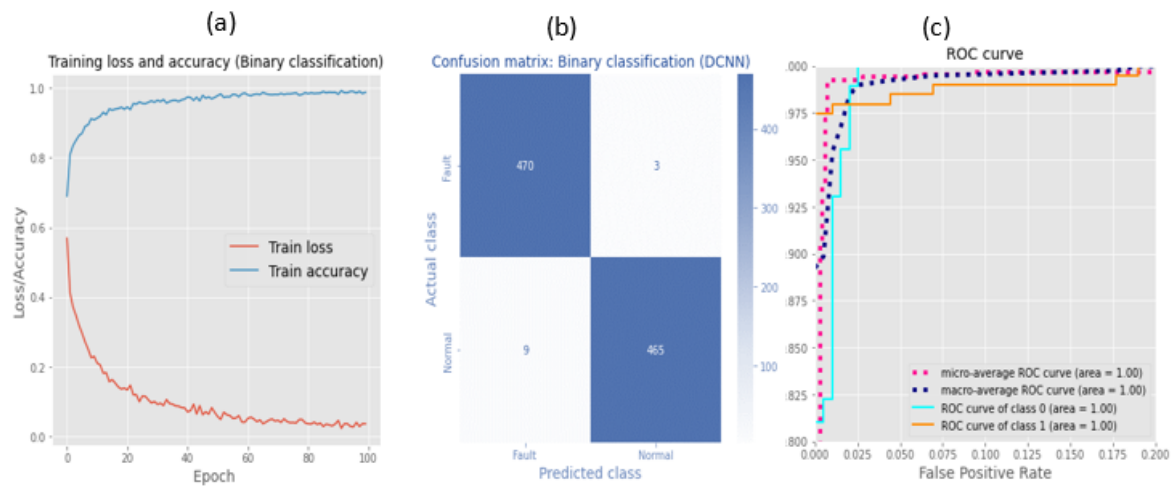 (a)
Training loss and accuracy (Binary classification)
Loss/Accuracy
1.0
0.8
0.6
0.4
0.2
0.0
Train loss
Train accuracy
0 20 40 60 80 100
Epoch
(b)
Confusion matrix: Binary classification (DCNN)
Actual class
Fault
Normal
470 3
9 465
400
300
200
100
Fault Normal
Predicted class
(c)
ROC curve
.000
.975
.950
.925
.900
.875
.850
.825
.800
micro-average ROC curve (area = 1.00)
macro-average ROC curve (area = 1.00)
ROC curve of class 0 (area = 1.00)
ROC curve of class 1 (area = 1.00)
0.000 0.025 0.050 0.075 0.100 0.125 0.150 0.175 0.200
False Positive Rate